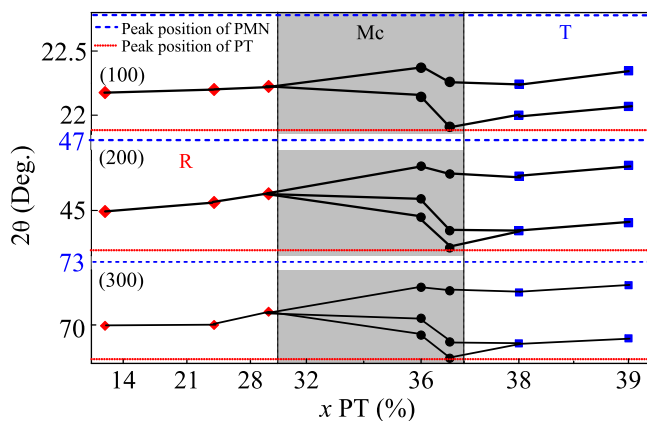 Peak position of PMN
Peak position of PT
Mc
T
22.5
(100)
22
47
(200)
R
45
73
(300)
70
2θ (Deg.)
14
21
28
32
36
38
39
x PT (%)